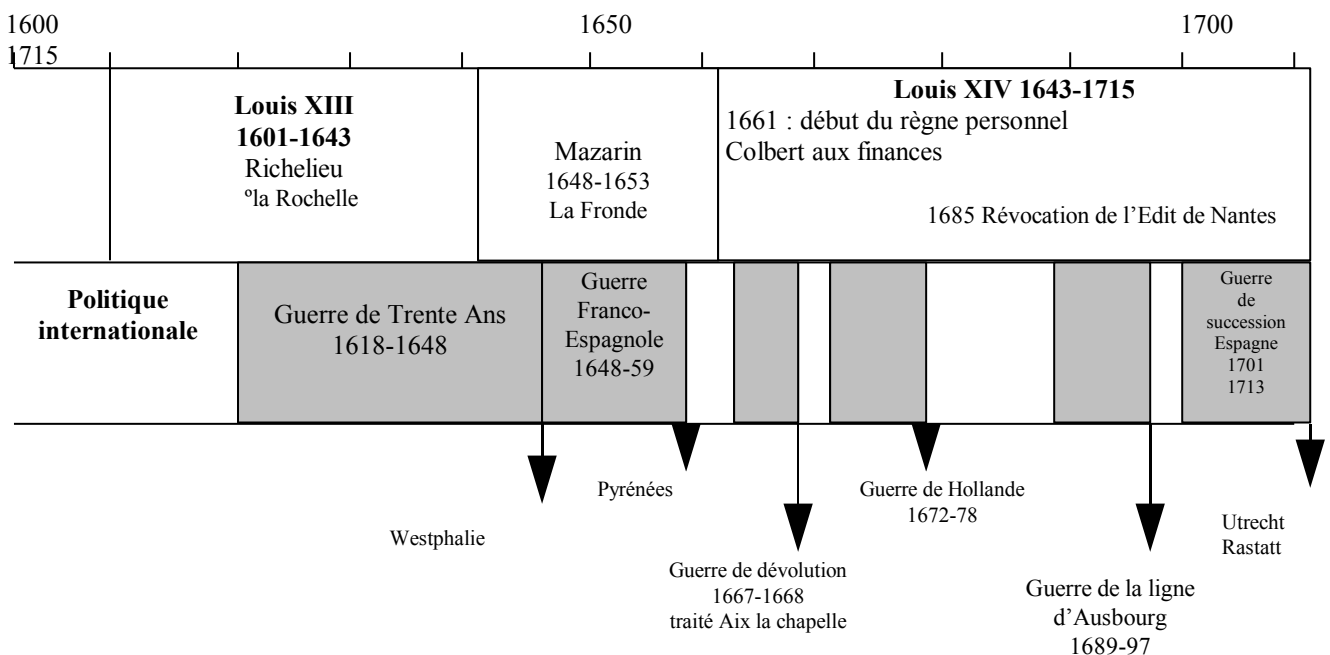 1600 1650 1700
1715
Louis XIII
1601-1643
Richelieu
ºla Rochelle
Mazarin
1648-1653
La Fronde
Louis XIV 1643-1715
1661 : début du règne personnel
Colbert aux finances
1685 Révocation de l’Edit de Nantes
Politique
internationale
Guerre de Trente Ans
1618-1648
Guerre
Franco-
Espagnole
1648-59
Guerre
de
succession
Espagne
1701
1713
Westphalie
Pyrénées
Guerre de dévolution
1667-1668
traité Aix la chapelle
Guerre de Hollande
1672-78
Guerre de la ligne
d’Ausbourg
1689-97
Utrecht
Rastatt